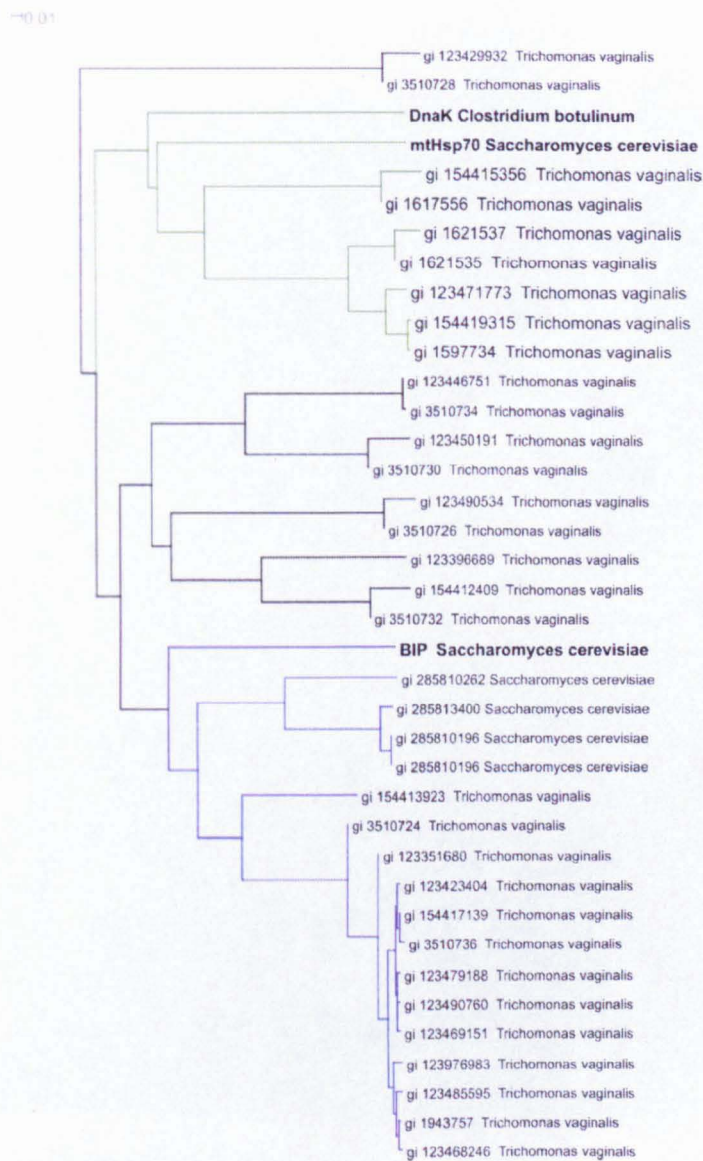 0.01
gi 123429932 Trichomonas vaginalis
gi 3510728 Trichomonas vaginalis
DnaK Clostridium botulinum
mtHsp70 Saccharomyces cerevisiae
gi 154415356 Trichomonas vaginalis
gi 1617556 Trichomonas vaginalis
gi 1621537 Trichomonas vaginalis
gi 1621535 Trichomonas vaginalis
gi 123471773 Trichomonas vaginalis
gi 154419315 Trichomonas vaginalis
gi 1597734 Trichomonas vaginalis
gi 123446751 Trichomonas vaginalis
gi 3510734 Trichomonas vaginalis
gi 123450191 Trichomonas vaginalis
gi 3510730 Trichomonas vaginalis
gi 123490534 Trichomonas vaginalis
gi 3510726 Trichomonas vaginalis
gi 123396689 Trichomonas vaginalis
gi 154412409 Trichomonas vaginalis
gi 3510732 Trichomonas vaginalis
BIP Saccharomyces cerevisiae
gi 285810262 Saccharomyces cerevisiae
gi 285813400 Saccharomyces cerevisiae
gi 285810196 Saccharomyces cerevisiae
gi 285810196 Saccharomyces cerevisiae
gi 154413923 Trichomonas vaginalis
gi 3510724 Trichomonas vaginalis
gi 123351680 Trichomonas vaginalis
gi 123423404 Trichomonas vaginalis
gi 154417139 Trichomonas vaginalis
gi 3510736 Trichomonas vaginalis
gi 123479188 Trichomonas vaginalis
gi 123490760 Trichomonas vaginalis
gi 123469151 Trichomonas vaginalis
gi 123976983 Trichomonas vaginalis
gi 123485595 Trichomonas vaginalis
gi 1943757 Trichomonas vaginalis
gi 123468246 Trichomonas vaginalis